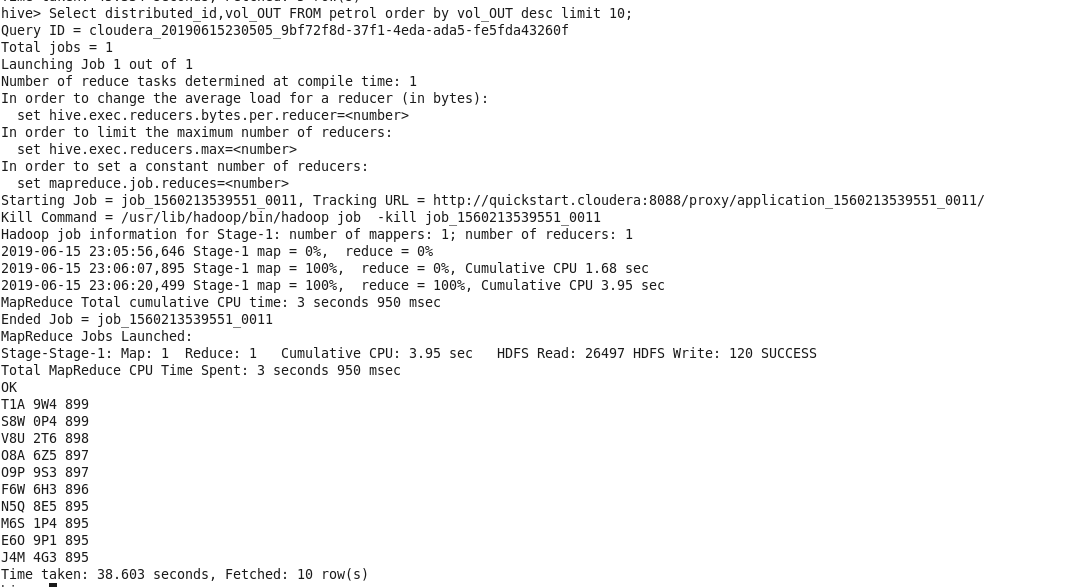 hive> Select distributed_id,vol_OUT FROM petrol order by vol_OUT desc limit 10;
Query ID = cloudera_20190615230505_9bf72f8d-37f1-4eda-ada5-fe5fda43260f
Total jobs = 1
Launching Job 1 out of 1
Number of reduce tasks determined at compile time: 1
In order to change the average load for a reducer (in bytes):
  set hive.exec.reducers.bytes.per.reducer=<number>
In order to limit the maximum number of reducers:
  set hive.exec.reducers.max=<number>
In order to set a constant number of reducers:
  set mapreduce.job.reduces=<number>
Starting Job = job_1560213539551_0011, Tracking URL = http://quickstart.cloudera:8088/proxy/application_1560213539551_0011/
Kill Command = /usr/lib/hadoop/bin/hadoop job  -kill job_1560213539551_0011
Hadoop job information for Stage-1: number of mappers: 1; number of reducers: 1
2019-06-15 23:05:56,646 Stage-1 map = 0%,  reduce = 0%
2019-06-15 23:06:07,895 Stage-1 map = 100%,  reduce = 0%, Cumulative CPU 1.68 sec
2019-06-15 23:06:20,499 Stage-1 map = 100%,  reduce = 100%, Cumulative CPU 3.95 sec
MapReduce Total cumulative CPU time: 3 seconds 950 msec
Ended Job = job_1560213539551_0011
MapReduce Jobs Launched:
Stage-Stage-1: Map: 1  Reduce: 1   Cumulative CPU: 3.95 sec   HDFS Read: 26497 HDFS Write: 120 SUCCESS
Total MapReduce CPU Time Spent: 3 seconds 950 msec
OK
T1A 9W4 899
S8W 0P4 899
V8U 2T6 898
O8A 6Z5 897
O9P 9S3 897
F6W 6H3 896
N5Q 8E5 895
M6S 1P4 895
E6O 9P1 895
J4M 4G3 895
Time taken: 38.603 seconds, Fetched: 10 row(s)